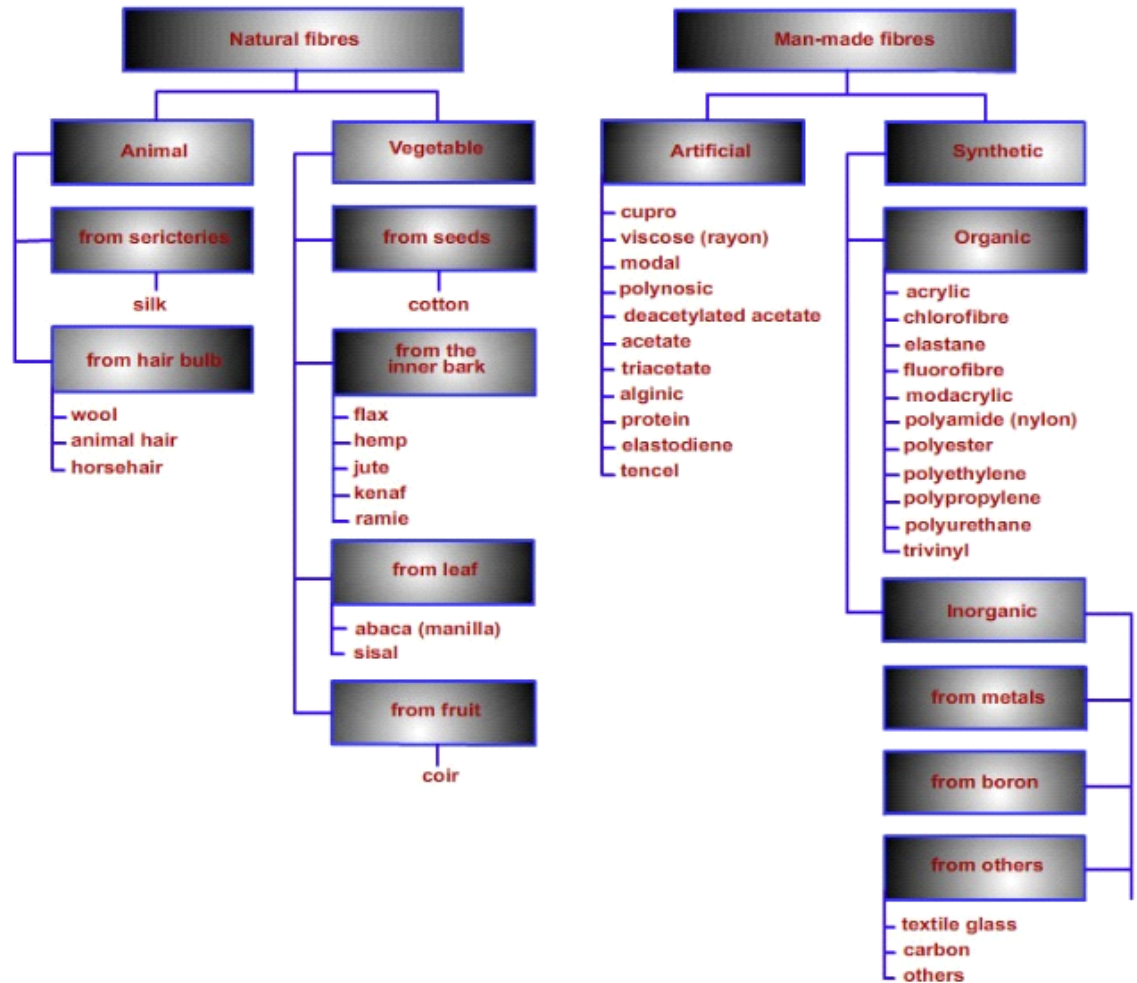 Natural fibres
Animal
from sericteries
silk
from hair bulb
wool
animal hair
horsehair
Vegetable
from seeds
cotton
from the
inner bark
flax
hemp
jute
kenaf
ramie
from leaf
abaca (manilla)
sisal
from fruit
coir
Man-made fibres
Artificial
cupro
viscose (rayon)
modal
polynosic
deacetylated acetate
acetate
triacetate
alginic
protein
elastodiene
tencel
Synthetic
Organic
acrylic
chlorofibre
elastane
fluorofibre
modacrylic
polyamide (nylon)
polyester
polyethylene
polypropylene
polyurethane
trivinyl
Inorganic
from metals
from boron
from others
textile glass
carbon
others